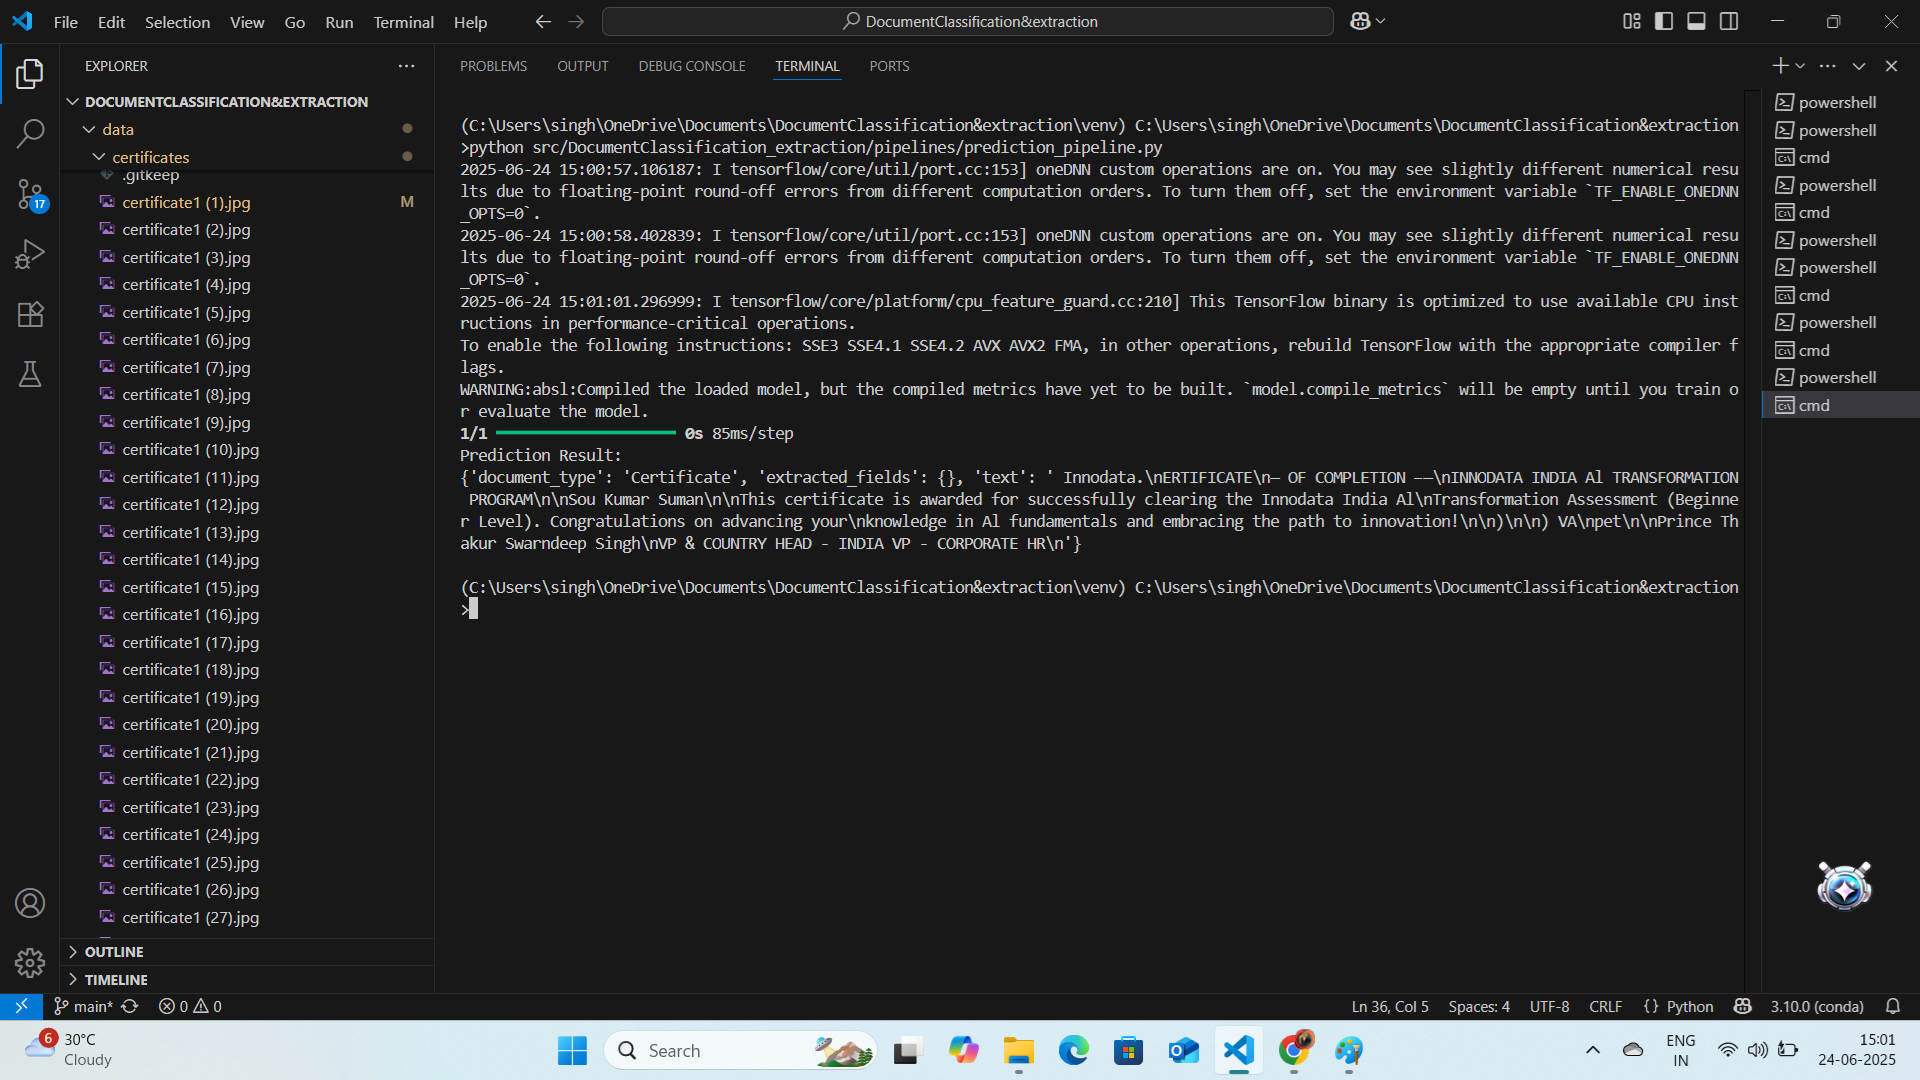 File Edit Selection View Go Run Terminal Help
DocumentClassification&extraction
EXPLORER
DOCUMENTCLASSIFICATION&EXTRACTION
data
certificates
.gitkeep
certificate1 (1).jpg M
certificate1 (2).jpg
certificate1 (3).jpg
certificate1 (4).jpg
certificate1 (5).jpg
certificate1 (6).jpg
certificate1 (7).jpg
certificate1 (8).jpg
certificate1 (9).jpg
certificate1 (10).jpg
certificate1 (11).jpg
certificate1 (12).jpg
certificate1 (13).jpg
certificate1 (14).jpg
certificate1 (15).jpg
certificate1 (16).jpg
certificate1 (17).jpg
certificate1 (18).jpg
certificate1 (19).jpg
certificate1 (20).jpg
certificate1 (21).jpg
certificate1 (22).jpg
certificate1 (23).jpg
certificate1 (24).jpg
certificate1 (25).jpg
certificate1 (26).jpg
certificate1 (27).jpg
OUTLINE
TIMELINE
17
PROBLEMS OUTPUT DEBUG CONSOLE TERMINAL PORTS
(C:\Users\singh\OneDrive\Documents\DocumentClassification&extraction\venv) C:\Users\singh\OneDrive\Documents\DocumentClassification&extraction
>python src/DocumentClassification_extraction/pipelines/prediction_pipeline.py
2025-06-24 15:00:57.106187: I tensorflow/core/util/port.cc:153] oneDNN custom operations are on. You may see slightly different numerical resu
lts due to floating-point round-off errors from different computation orders. To turn them off, set the environment variable `TF_ENABLE_ONEDNN
_OPTS=0`.
2025-06-24 15:00:58.402839: I tensorflow/core/util/port.cc:153] oneDNN custom operations are on. You may see slightly different numerical resu
lts due to floating-point round-off errors from different computation orders. To turn them off, set the environment variable `TF_ENABLE_ONEDNN
_OPTS=0`.
2025-06-24 15:01:01.296999: I tensorflow/core/platform/cpu_feature_guard.cc:210] This TensorFlow binary is optimized to use available CPU inst
ructions in performance-critical operations.
To enable the following instructions: SSE3 SSE4.1 SSE4.2 AVX AVX2 FMA, in other operations, rebuild TensorFlow with the appropriate compiler f
lags.
WARNING:absl:Compiled the loaded model, but the compiled metrics have yet to be built. `model.compile_metrics` will be empty until you train o
r evaluate the model.
1/1 0s 85ms/step
Prediction Result:
{'document_type': 'Certificate', 'extracted_fields': {}, 'text': ' Innodata.\nERTIFICATE\n— OF COMPLETION ——\nINNODATA INDIA Al TRANSFORMATION
PROGRAM\n\nSou Kumar Suman\n\nThis certificate is awarded for successfully clearing the Innodata India Al\nTransformation Assessment (Beginne
r Level). Congratulations on advancing your\nknowledge in Al fundamentals and embracing the path to innovation!\n\n)\n\n) VA\npet\n\nPrince Th
akur Swarndeep Singh\nVP & COUNTRY HEAD - INDIA VP - CORPORATE HR\n'}
(C:\Users\singh\OneDrive\Documents\DocumentClassification&extraction\venv) C:\Users\singh\OneDrive\Documents\DocumentClassification&extraction
>
powershell
powershell
cmd
powershell
cmd
powershell
powershell
cmd
powershell
cmd
powershell
cmd
main* 0 0 Ln 36, Col 5 Spaces: 4 UTF-8 CRLF {} Python 3.10.0 (conda)
6
30°C
Cloudy
Search
ENG
IN
15:01
24-06-2025